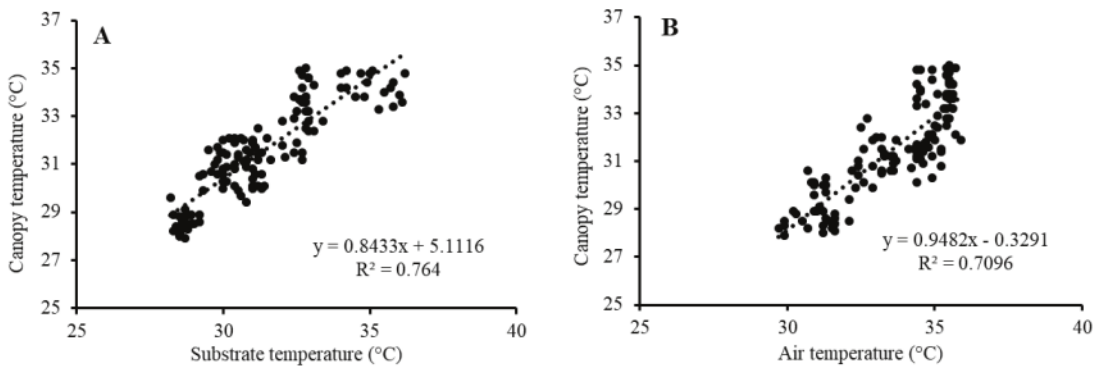 A
37
35
33
31
29
27
25
Canopy temperature (°C)
y = 0.8433x + 5.1116
R² = 0.764
25 30 35 40
Substrate temperature (°C)
B
37
35
33
31
29
27
25
Canopy temperature (°C)
y = 0.9482x - 0.3291
R² = 0.7096
25 30 35 40
Air temperature (°C)